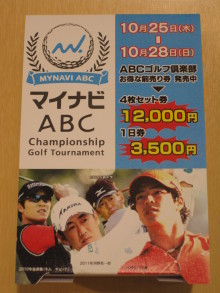 MYNAVI ABC
マイナビ
ABC
Championship
Golf Tournament
10月25日(木)
10月28日(日)
ABCゴルフ倶楽部
お得な前売り券 発売中
4枚セット券
12,000円
1日券
3,500円